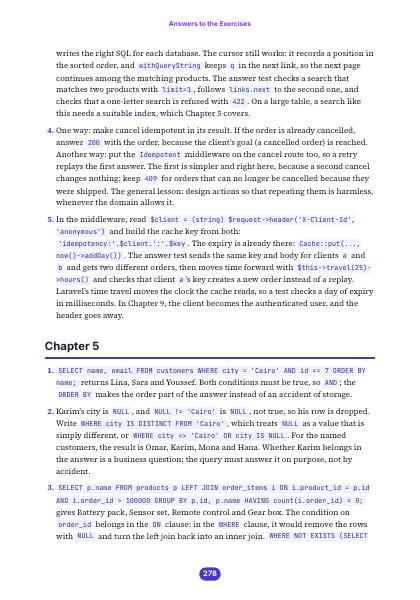 Answers to the Exercises
writes the right SQL for each database. The cursor still works: it records a position in
the sorted order, and withQueryString keeps q in the next link, so the next page
continues among the matching products. The answer test checks a search that
matches two products with limit=1, follows links.next to the second one, and
checks that a one-letter search is refused with 422. On a large table, a search like
this needs a suitable index, which Chapter 5 covers.
4. One way: make cancel idempotent in its result. If the order is already cancelled,
answer 200 with the order, because the client's goal (a cancelled order) is reached.
Another way: put the Idempotent middleware on the cancel route too, so a retry
replays the first answer. The first is simpler and right here, because a second cancel
changes nothing; keep 409 for orders that can no longer be cancelled because they
were shipped. The general lesson: design actions so that repeating them is harmless,
whenever the domain allows it.
5. In the middleware, read $client = (string) $request->header('X-Client-Id',
'anonymous') and build the cache key from both:
'idempotency:'.$client.':'.$key. The expiry is already there: Cache::put(...,
now()->addDay()). The answer test sends the same key and body for clients a and
b and gets two different orders, then moves time forward with $this->travel(25)-
>hours() and checks that client a's key creates a new order instead of a replay.
Laravel's time travel moves the clock the cache reads, so a test checks a day of expiry
in milliseconds. In Chapter 9, the client becomes the authenticated user, and the
header goes away.
Chapter 5
1. SELECT name, email FROM customers WHERE city = 'Cairo' AND id <= 7 ORDER BY
name; returns Lina, Sara and Youssef. Both conditions must be true, so AND; the
ORDER BY makes the order part of the answer instead of an accident of storage.
2. Karim's city is NULL, and NULL != 'Cairo' is NULL, not true, so his row is dropped.
Write WHERE city IS DISTINCT FROM 'Cairo', which treats NULL as a value that is
simply different, or WHERE city <> 'Cairo' OR city IS NULL. For the named
customers, the result is Omar, Karim, Mona and Hana. Whether Karim belongs in
the answer is a business question; the query must answer it on purpose, not by
accident.
3. SELECT p.name FROM products p LEFT JOIN order_items i ON i.product_id = p.id
AND i.order_id > 100000 GROUP BY p.id, p.name HAVING count(i.order_id) = 0;
gives Battery Pack, Sensor set, Remote control and Gear box. The condition on
order_id belongs in the ON clause: in the WHERE clause, it would remove the rows
with NULL and turn the left join back into an inner join. WHERE NOT EXISTS (SELECT
278